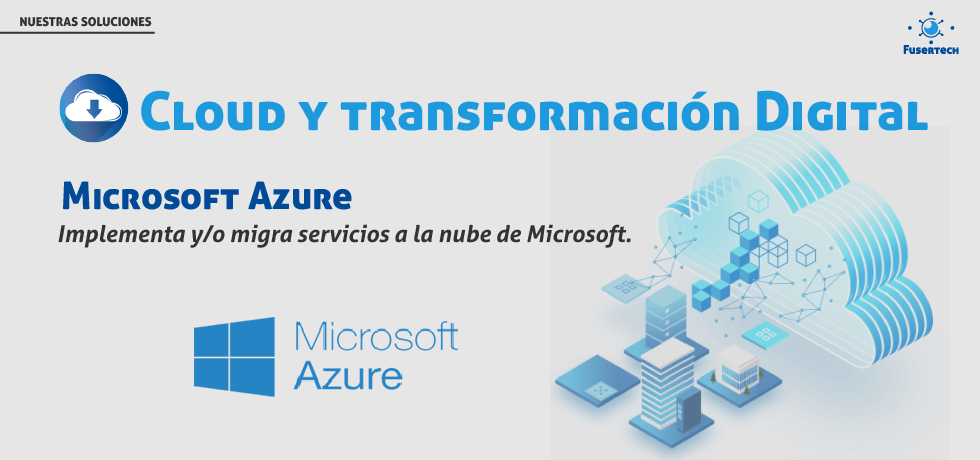 NUESTRAS SOLUCIONES
Fusertech
Cloud y transformación Digital
Microsoft Azure
Implementa y/o migra servicios a la nube de Microsoft.
Microsoft
Azure